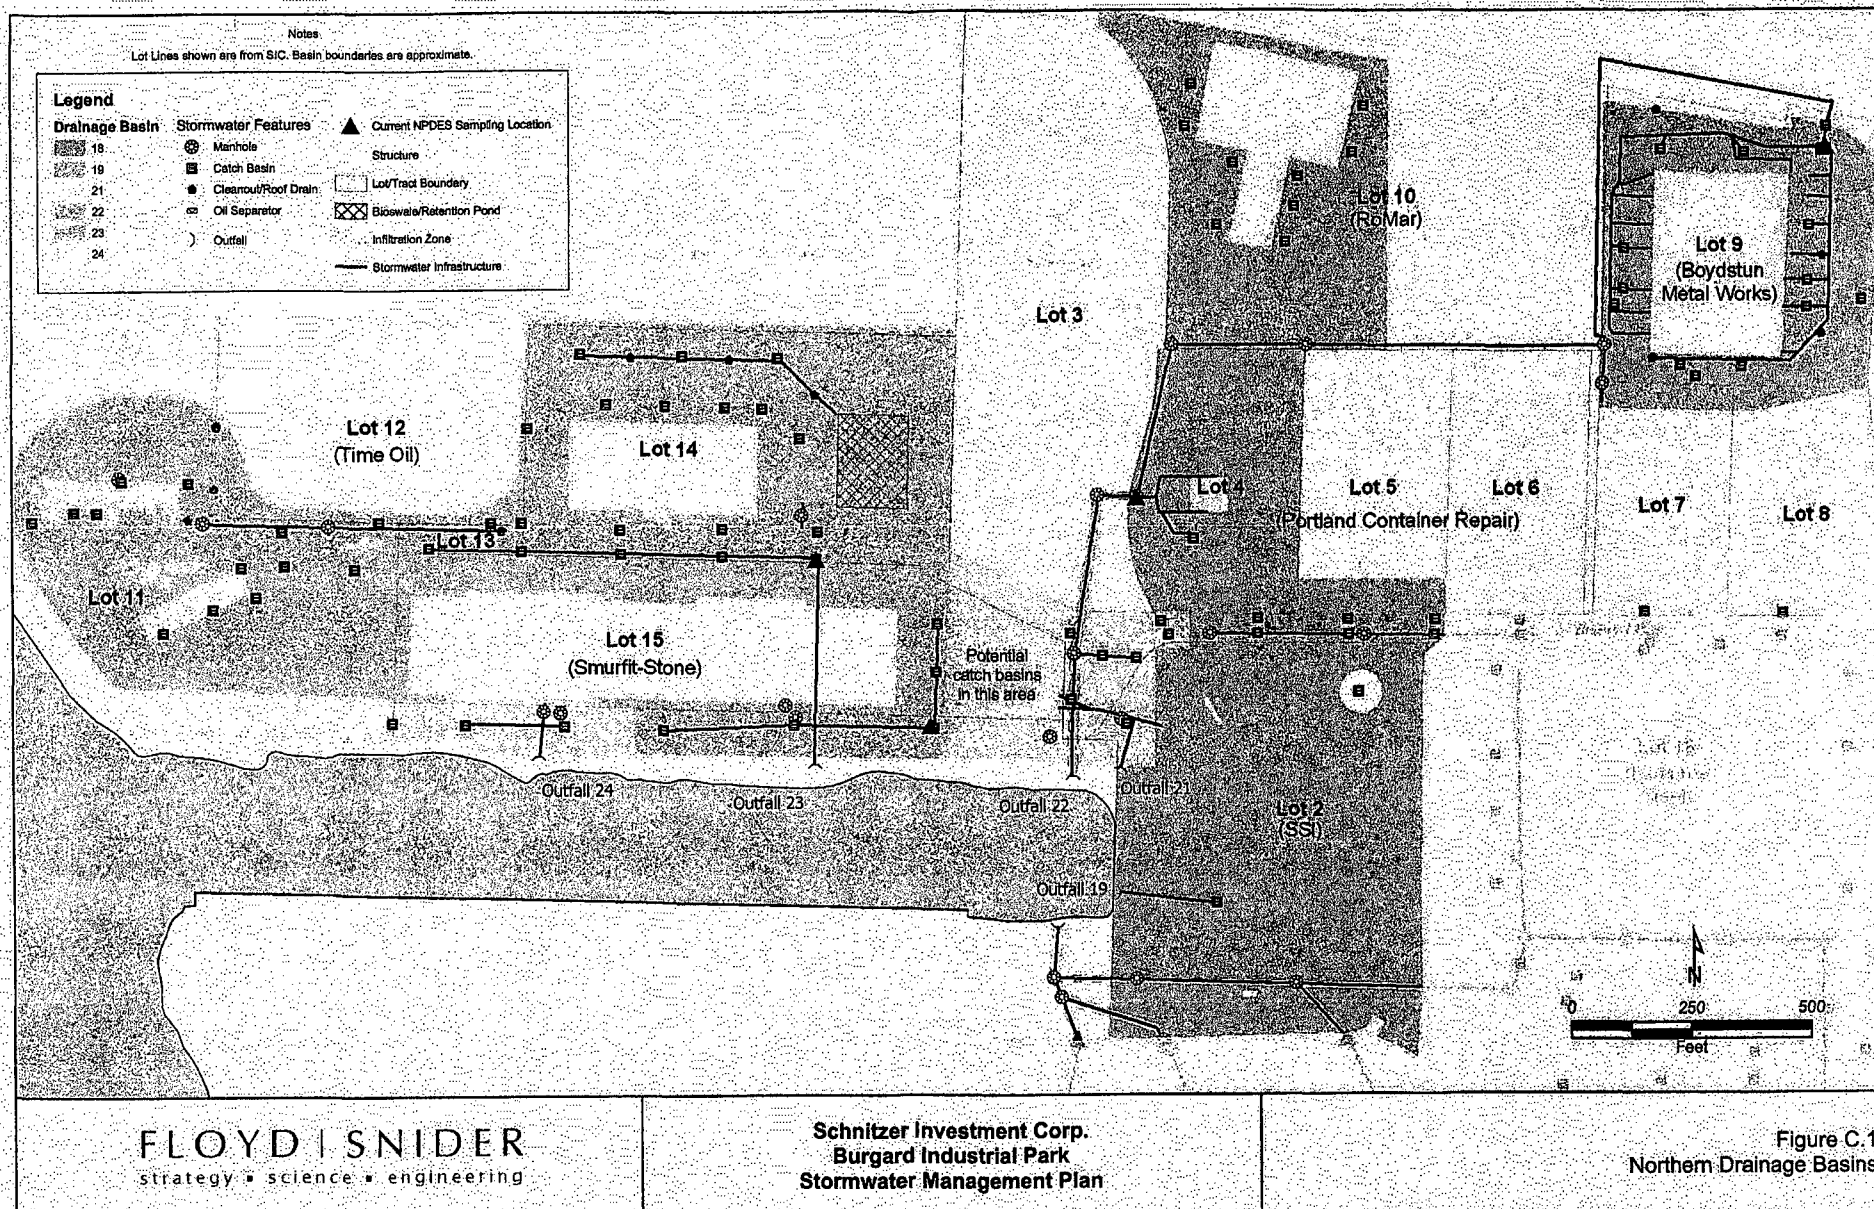 Notes
Lot Lines shown are from SIC. Basin boundaries are approximate.
Legend
Drainage Basin
18
19
21
22
23
24
Stormwater Features
Manhole
Catch Basin
Cleanout/Roof Drain
Oil Separator
Outfall
Current NPDES Sampling Location
Structure
Lot/Tract Boundary
Bioswale/Retention Pond
Infiltration Zone
Stormwater Infrastructure
Lot 10
(RoMar)
Lot 9
(Boydstun
Metal Works)
Lot 3
Lot 12
(Time Oil)
Lot 14
Lot 4
Lot 5
Lot 6
(Portland Container Repair)
Lot 7
Lot 8
Lot 13
Lot 11
Lot 15
(Smurfit-Stone)
Potential
catch basins
in this area
Outfall 24
Outfall 23
Outfall 22
Outfall 21
Lot 2
(SSI)
Outfall 19
N
0 250 500
Feet
FLOYD | SNIDER
strategy ▪ science ▪ engineering
Schnitzer Investment Corp.
Burgard Industrial Park
Stormwater Management Plan
Figure C.1
Northern Drainage Basins